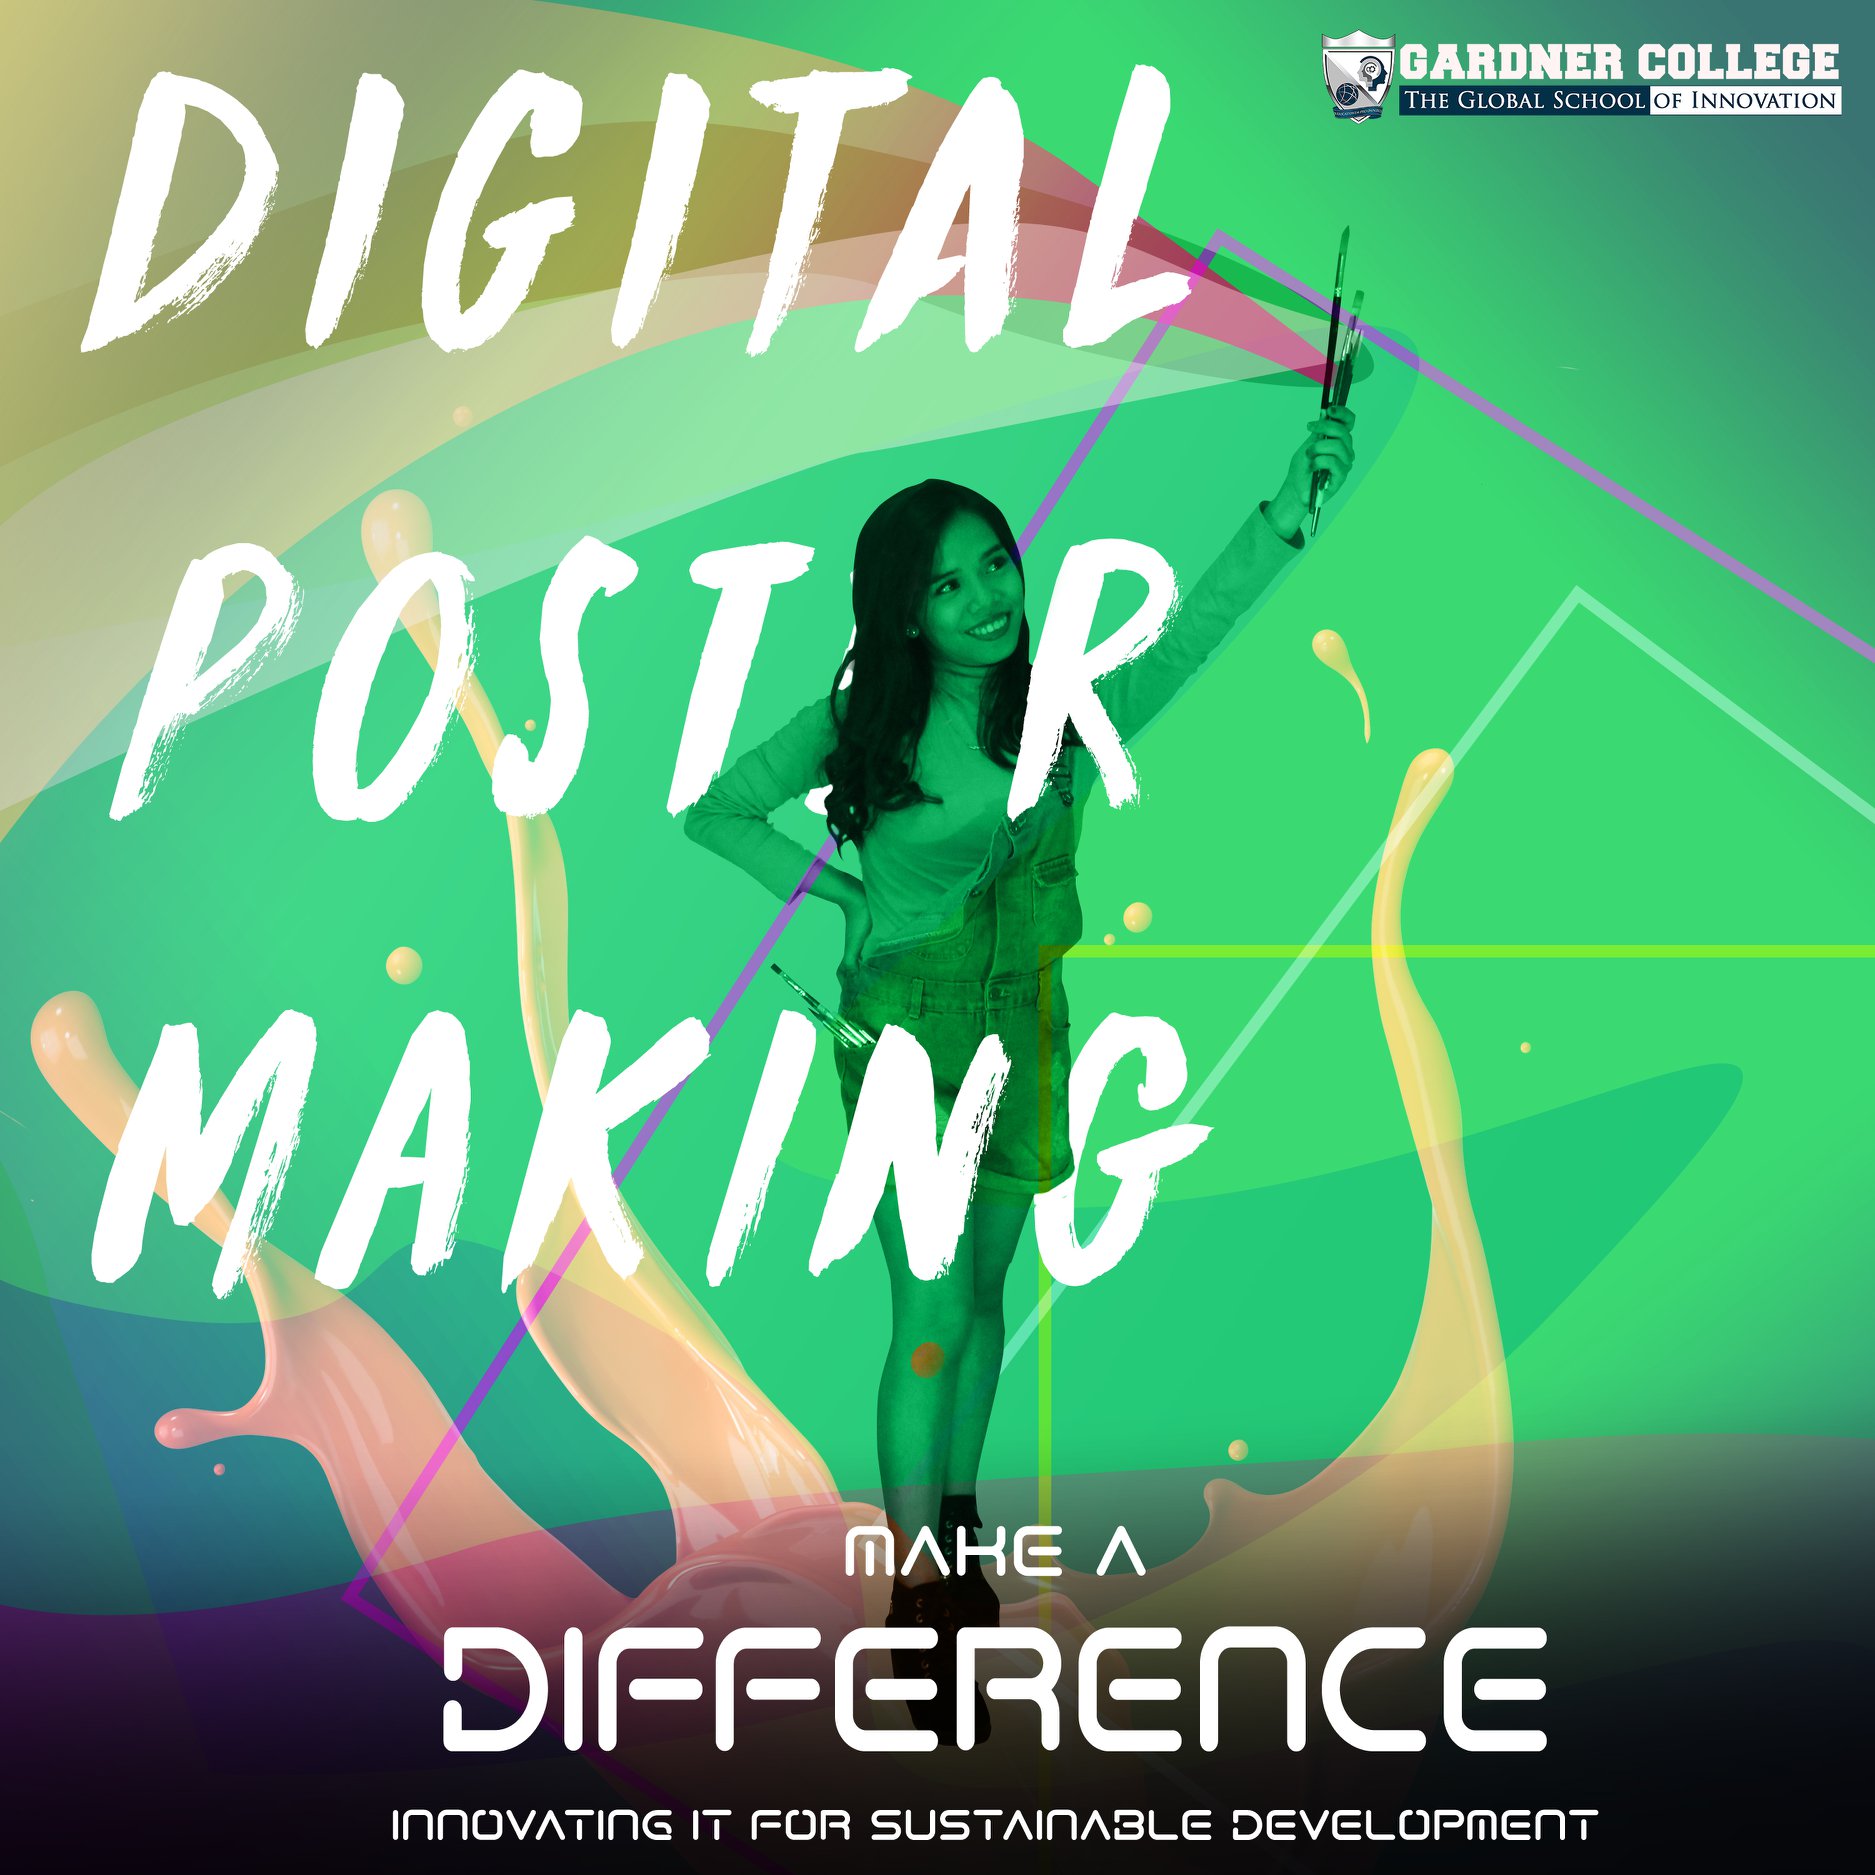 GARDNER COLLEGE
THE GLOBAL SCHOOL OF INNOVATION
DIGITAL
POSTER
MAKING
MAKE A
DIFFERENCE
INNOVATING IT FOR SUSTAINABLE DEVELOPMENT